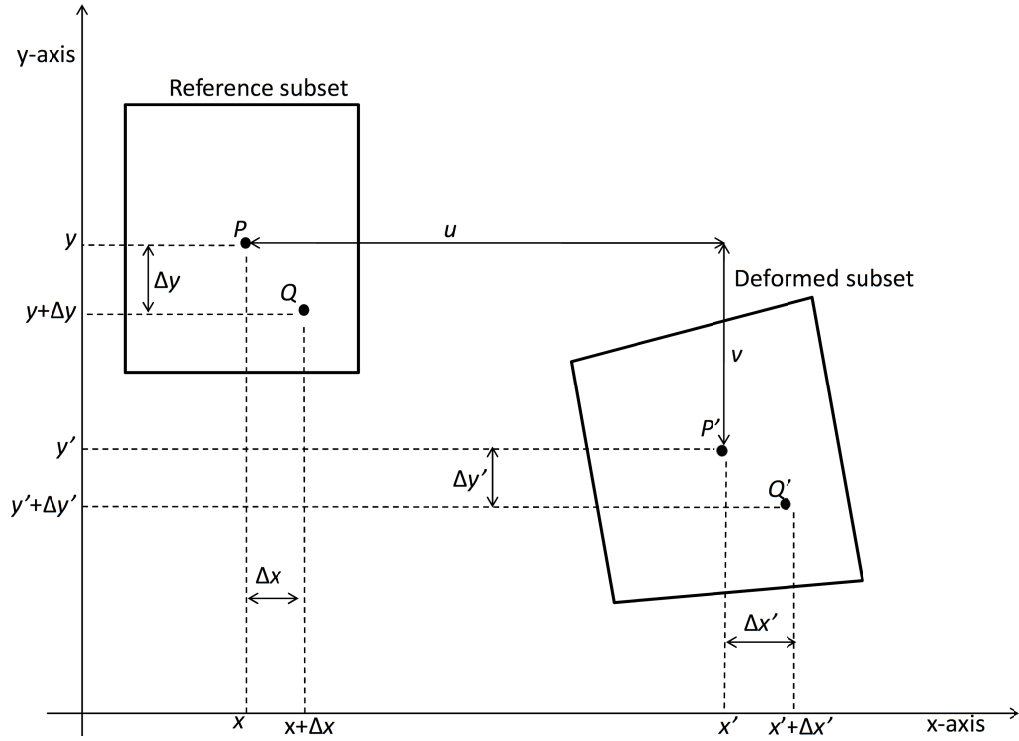 y-axis
Reference subset
P
u
y
Δy
Q
y+Δy
Deformed subset
v
P’
y’
Δy’
Q’
y’+Δy’
Δx
Δx’
x
x+Δx
x’
x’+Δx’
x-axis